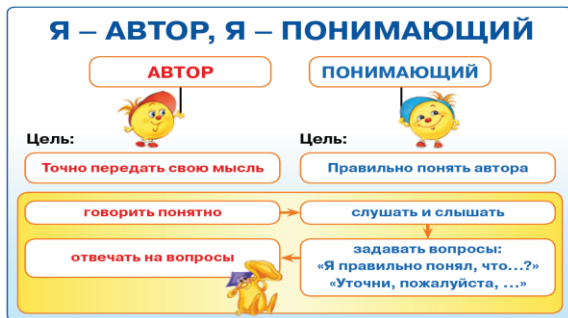 Я – АВТОР, Я – ПОНИМАЮЩИЙ
АВТОР
ПОНИМАЮЩИЙ
Цель:
Цель:
Точно передать свою мысль
Правильно понять автора
говорить понятно
слушать и слышать
отвечать на вопросы
задавать вопросы:
«Я правильно понял, что...?»
«Уточни, пожалуйста, ...»